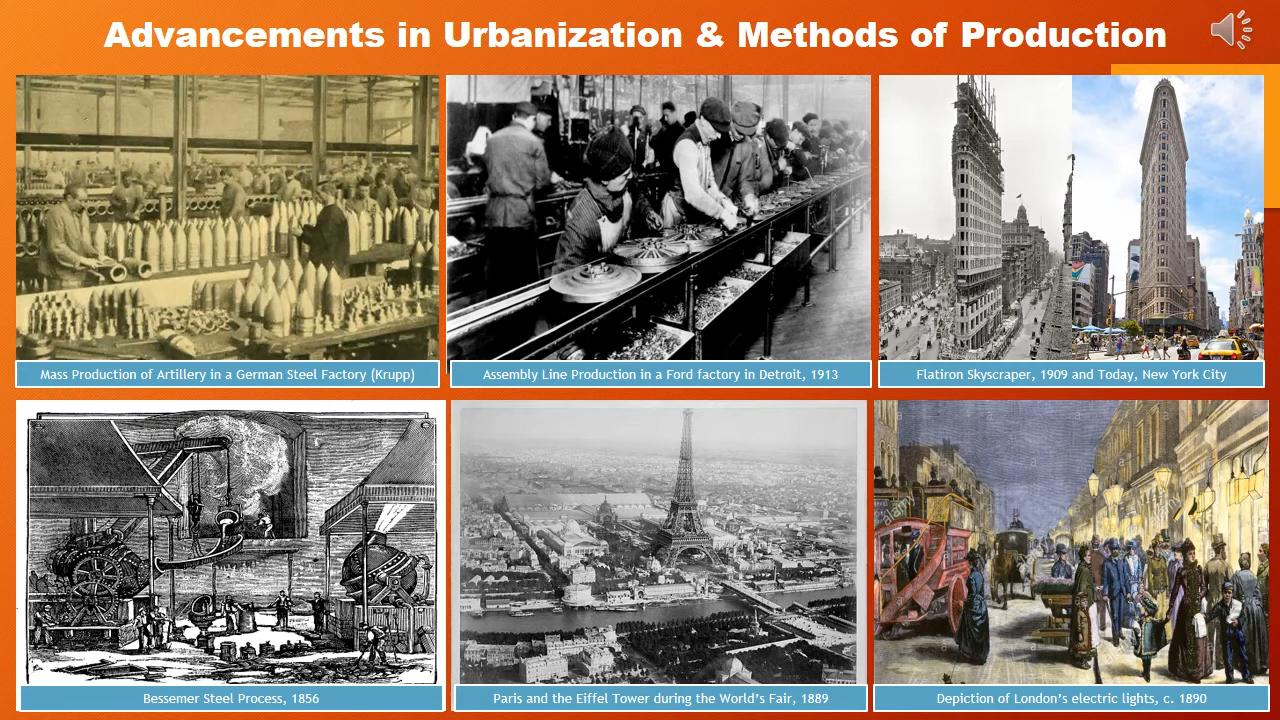 Advancements in Urbanization & Methods of Production
Mass Production of Artillery in a German Steel Factory (Krupp)
Assembly Line Production in a Ford factory in Detroit, 1913
Flatiron Skyscraper, 1909 and Today, New York City
Bessemer Steel Process, 1856
Paris and the Eiffel Tower during the World's Fair, 1889
alamy
alamy
Depiction of London's electric lights, c. 1890